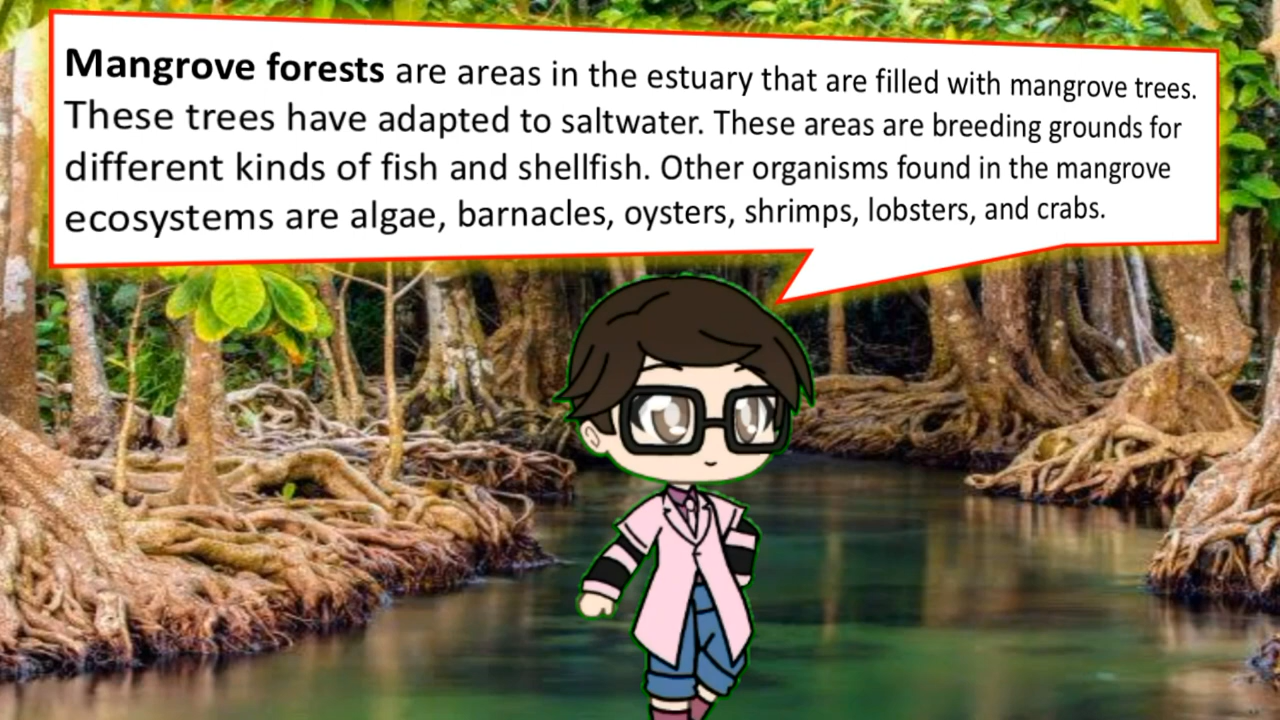 Mangrove forests are areas in the estuary that are filled with mangrove trees.
These trees have adapted to saltwater. These areas are breeding grounds for
different kinds of fish and shellfish. Other organisms found in the mangrove
ecosystems are algae, barnacles, oysters, shrimps, lobsters, and crabs.